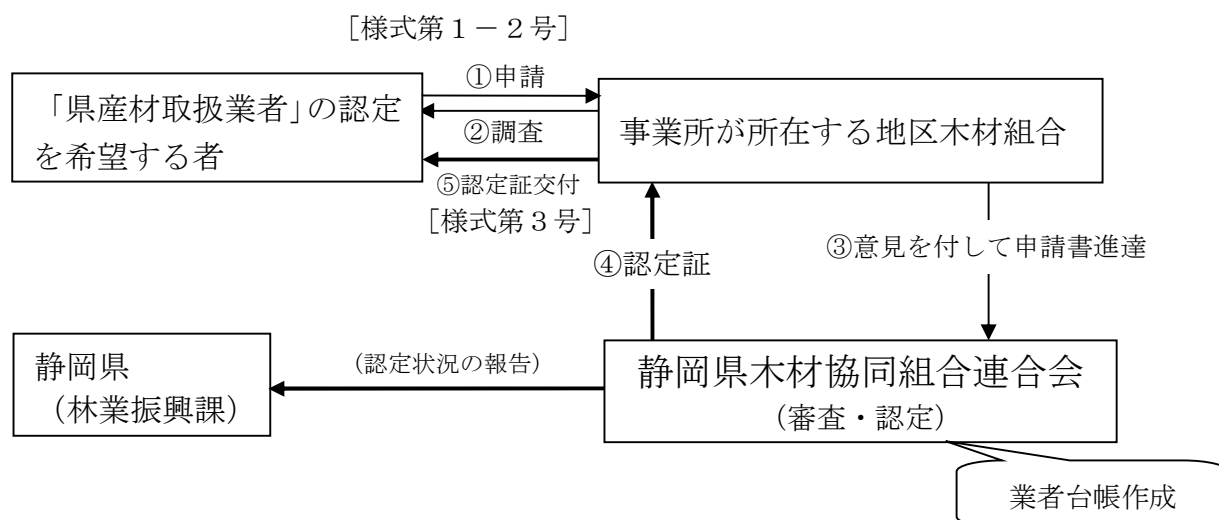 ［様式第１－２号］
①申請
「県産材取扱業者」の認定
を希望する者
②調査
事業所が所在する地区木材組合
⑤認定証交付
［様式第３号］
③意見を付して申請書進達
④認定証
静岡県
（林業振興課）
（認定状況の報告）
静岡県木材協同組合連合会
（審査・認定）
業者台帳作成